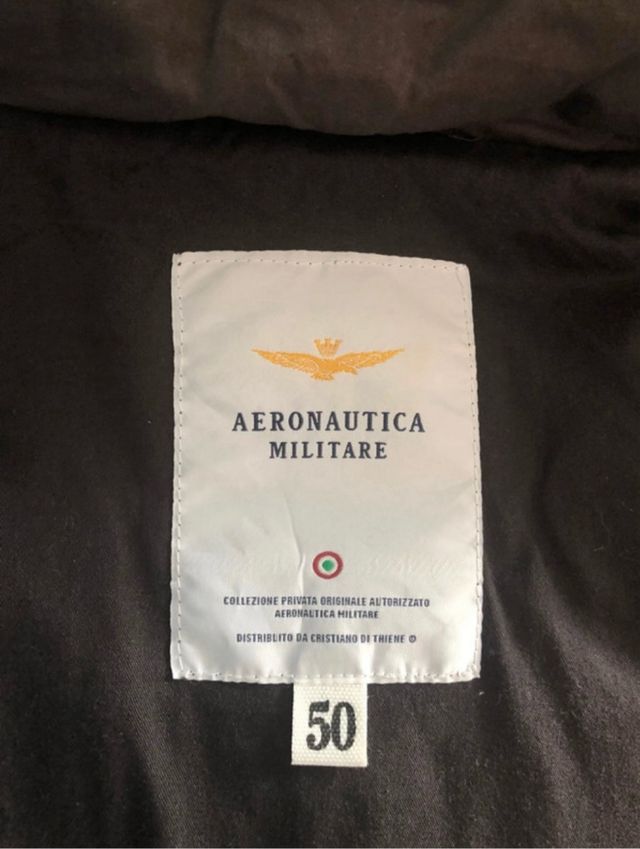 AERONAUTICA
MILITARE
COLLEZIONE PRIVATA ORIGINALE AUTORIZZATO
AERONAUTICA MILITARE
DISTRIBUITO DA CRISTIANO DI THIENE ©
50